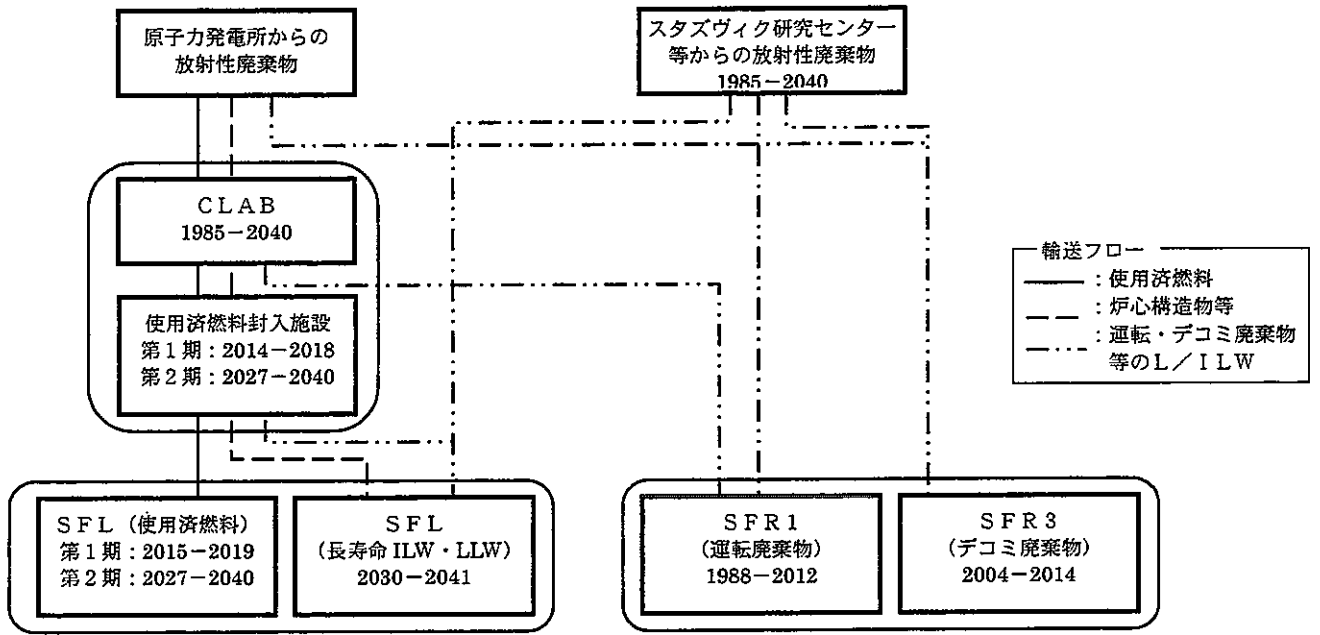 原子力発電所からの
放射性廃棄物
スタズヴィク研究センター
等からの放射性廃棄物
1985－2040
CLAB
1985－2040
使用済燃料封入施設
第1期：2014－2018
第2期：2027－2040
輸送フロー
：使用済燃料
：炉心構造物等
：運転・デコミ廃棄物
等のL／ILW
SFL（使用済燃料）
第1期：2015－2019
第2期：2027－2040
SFL
(長寿命ILW・LLW)
2030－2041
SFR1
(運転廃棄物)
1988－2012
SFR3
(デコミ廃棄物)
2004－2014